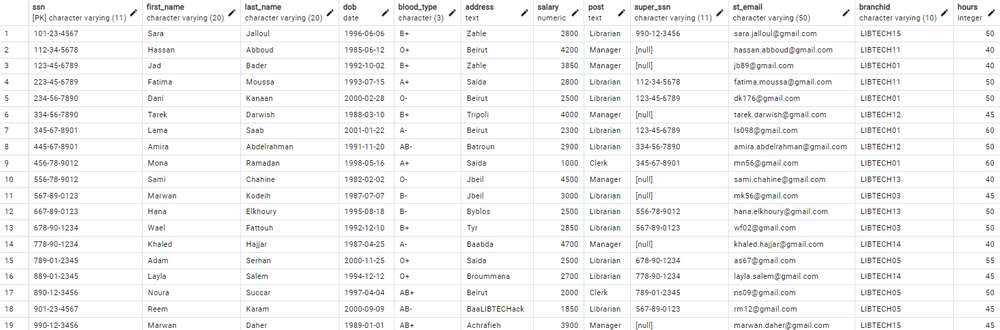 ssn first_name last_name dob blood_type address salary post super_ssn st_email branchid hours
[PK] character varying (11) character varying (20) character varying (20) date character (3) text numeric text character varying (11) character varying (50) character varying (10) integer
1 101-23-4567 Sara Jalloul 1996-06-06 B+ Zahle 2800 Librarian 990-12-3456 sara.jalloul@gmail.com LIBTECH15 50
2 112-34-5678 Hassan Abboud 1985-06-12 O+ Beirut 4200 Manager [null] hassan.abboud@gmail.com LIBTECH11 40
3 123-45-6789 Jad Bader 1992-10-02 B+ Zahle 3850 Manager [null] jb89@gmail.com LIBTECH01 40
4 223-45-6789 Fatima Moussa 1993-07-15 A+ Saida 2800 Librarian 112-34-5678 fatima.moussa@gmail.com LIBTECH11 50
5 234-56-7890 Dani Kanaan 2000-02-28 O- Beirut 2500 Librarian 123-45-6789 dk176@gmail.com LIBTECH01 50
6 334-56-7890 Tarek Darwish 1988-03-10 B+ Tripoli 4000 Manager [null] tarek.darwish@gmail.com LIBTECH12 45
7 345-67-8901 Lama Saab 2001-01-22 A- Beirut 2300 Librarian 123-45-6789 ls098@gmail.com LIBTECH01 60
8 445-67-8901 Amira Abdelrahman 1991-11-20 AB- Batroun 2900 Librarian 334-56-7890 amira.abdelrahman@gmail.com LIBTECH12 50
9 456-78-9012 Mona Ramadan 1998-05-16 A+ Saida 1000 Clerk 345-67-8901 mn56@gmail.com LIBTECH01 60
10 556-78-9012 Sami Chahine 1982-02-02 O- Jbeil 4500 Manager [null] sami.chahine@gmail.com LIBTECH13 40
11 567-89-0123 Marwan Kodeih 1987-07-07 B- Jbeil 3000 Librarian [null] mk56@gmail.com LIBTECH03 45
12 667-89-0123 Hana Elkhoury 1995-08-18 B- Byblos 2500 Librarian 556-78-9012 hana.elkhoury@gmail.com LIBTECH13 50
13 678-90-1234 Wael Fattouh 1992-12-10 B+ Tyr 2850 Librarian 567-89-0123 wf02@gmail.com LIBTECH03 50
14 778-90-1234 Khaled Hajjar 1987-04-25 A- Baabda 4700 Manager [null] khaled.hajjar@gmail.com LIBTECH14 40
15 789-01-2345 Adam Serhan 2000-11-25 O+ Saida 2500 Librarian 678-90-1234 as67@gmail.com LIBTECH05 55
16 889-01-2345 Layla Salem 1994-12-12 O+ Broummana 2700 Librarian 778-90-1234 layla.salem@gmail.com LIBTECH14 45
17 890-12-3456 Noura Succar 1997-04-04 AB+ Beirut 2000 Clerk 789-01-2345 ns09@gmail.com LIBTECH05 50
18 901-23-4567 Reem Karam 2000-09-09 AB- BaaLIBTECHack 1850 Librarian 567-89-0123 rm12@gmail.com LIBTECH05 45
19 990-12-3456 Marwan Daher 1989-01-01 AB+ Achrafieh 3900 Manager [null] marwan.daher@gmail.com LIBTECH15 45